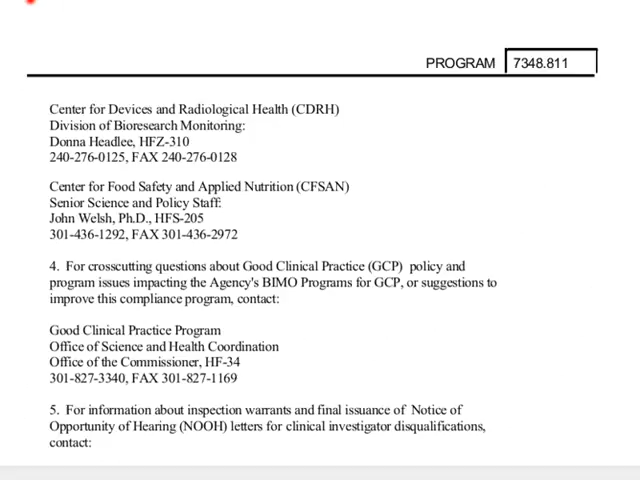 PROGRAM 7348.811
Center for Devices and Radiological Health (CDRH)
Division of Bioresearch Monitoring:
Donna Headlee, HFZ-310
240-276-0125, FAX 240-276-0128
Center for Food Safety and Applied Nutrition (CFSAN)
Senior Science and Policy Staff:
John Welsh, Ph.D., HFS-205
301-436-1292, FAX 301-436-2972
4. For crosscutting questions about Good Clinical Practice (GCP) policy and
program issues impacting the Agency's BIMO Programs for GCP, or suggestions to
improve this compliance program, contact:
Good Clinical Practice Program
Office of Science and Health Coordination
Office of the Commissioner, HF-34
301-827-3340, FAX 301-827-1169
5. For information about inspection warrants and final issuance of Notice of
Opportunity of Hearing (NOOH) letters for clinical investigator disqualifications,
contact: